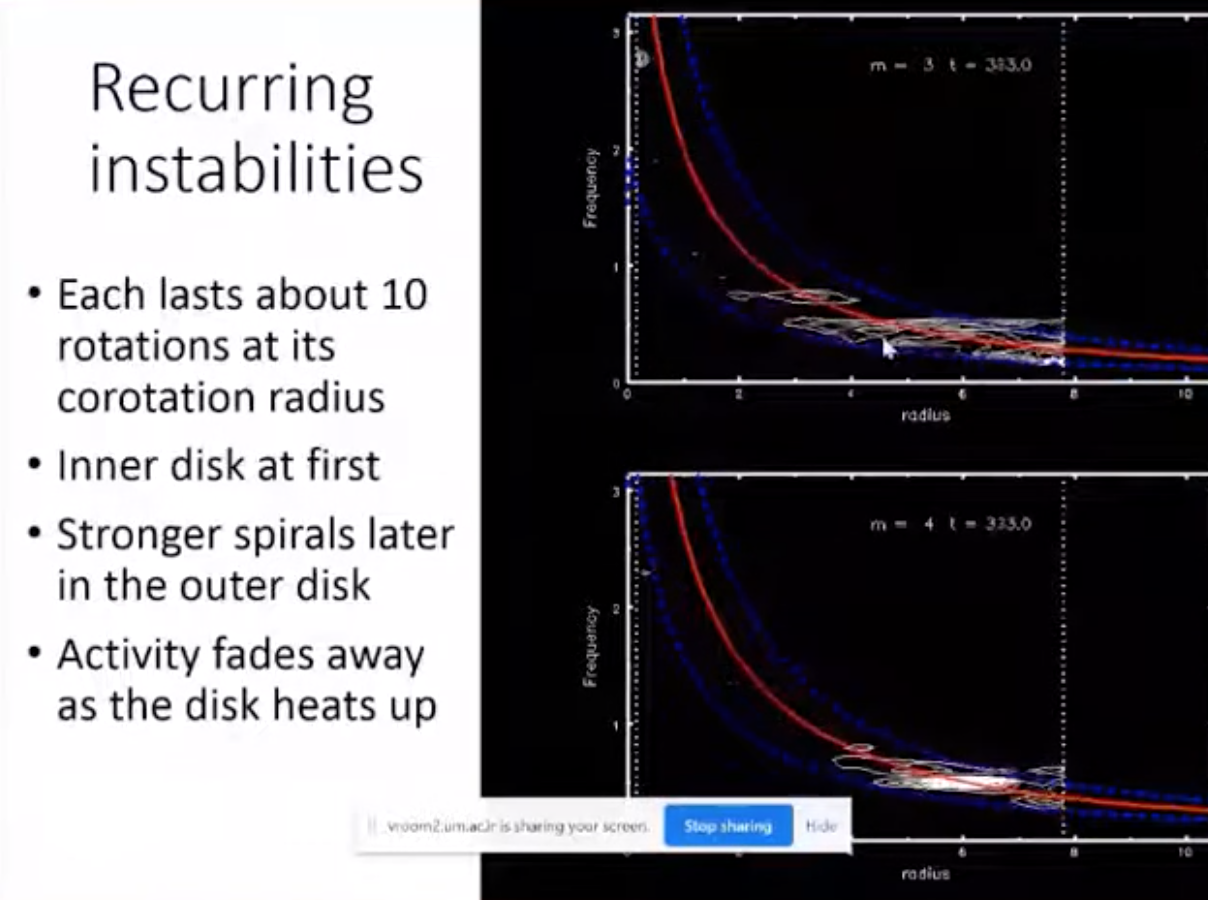 Recurring
instabilities
• Each lasts about 10
rotations at its
corotation radius
• Inner disk at first
• Stronger spirals later
in the outer disk
• Activity fades away
as the disk heats up
m = 3 t = 333.0
Frequency
3
2
1
0
0 2 4 6 8 10
radius
m = 4 t = 333.0
Frequency
3
2
1
vroom2.um.ac.ir is sharing your screen.
Stop sharing
Hide
2 6 8 10
radius